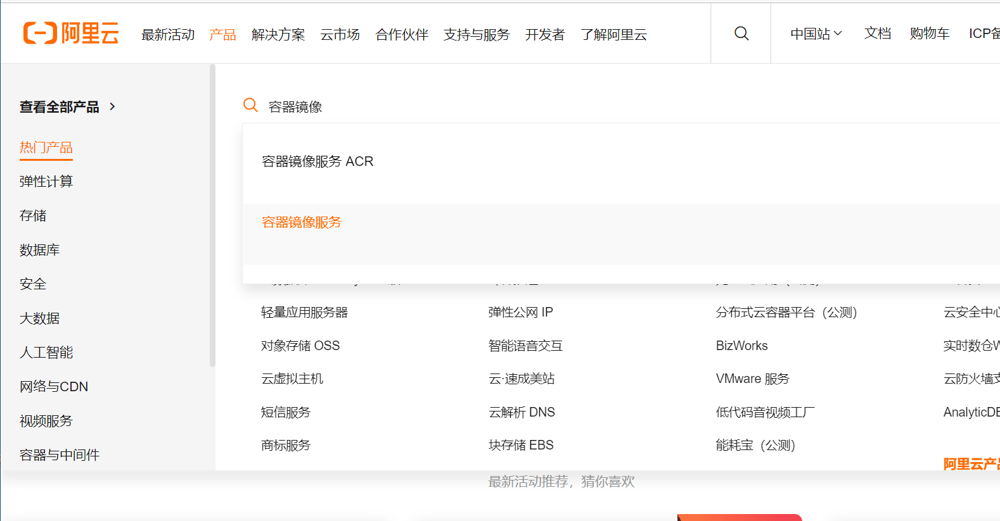 阿里云
最新活动 产品 解决方案 云市场 合作伙伴 支持与服务 开发者 了解阿里云 中国站 文档 购物车 ICP
查看全部产品
热门产品
弹性计算
存储
数据库
安全
大数据
人工智能
网络与CDN
视频服务
容器与中间件
容器镜像
容器镜像服务 ACR
容器镜像服务
轻量应用服务器 弹性公网 IP 分布式云容器平台（公测） 云安全中心
对象存储 OSS 智能语音交互 BizWorks 实时数仓
云虚拟主机 云·速成美站 VMware 服务 云防火墙
短信服务 云解析 DNS 低代码音视频工厂 AnalyticDB
商标服务 块存储 EBS 能耗宝（公测）
阿里云产品
最新活动推荐，猜你喜欢